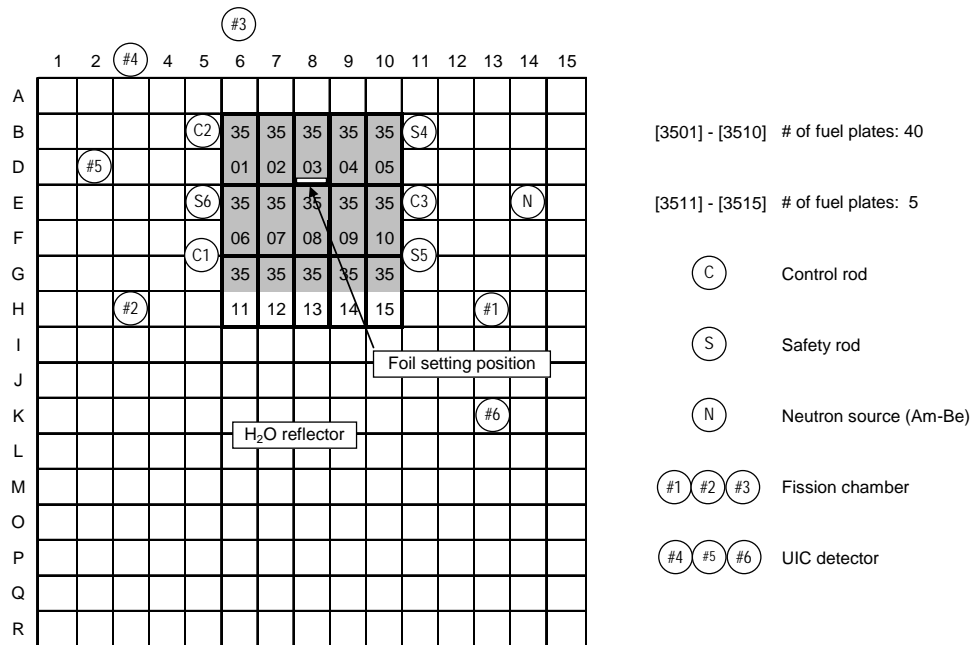 #3
1 2 #4 4 5 6 7 8 9 10 11 12 13 14 15
A
B C2 35 35 35 35 35 S4 [3501] - [3510] # of fuel plates: 40
D #5 01 02 03 04 05
E S6 35 35 35 35 35 C3 N [3511] - [3515] # of fuel plates: 5
F 06 07 08 09 10
C1 S5
G 35 35 35 35 35 C Control rod
H #2 11 12 13 14 15 #1
I S Safety rod
Foil setting position
J
K #6 N Neutron source (Am-Be)
H₂O reflector
L
M #1 #2 #3 Fission chamber
O
P #4 #5 #6 UIC detector
Q
R